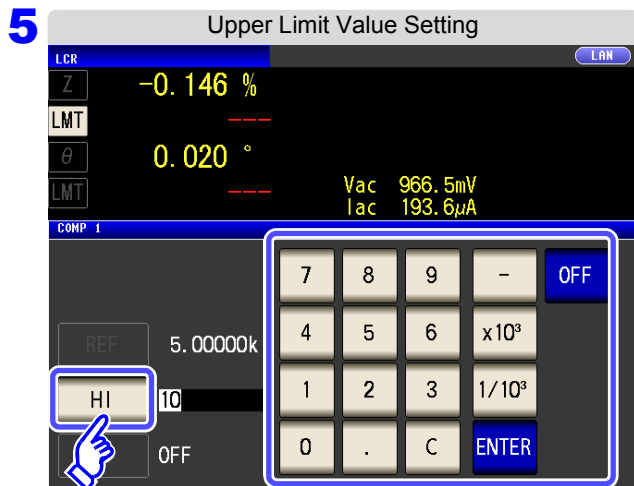 5 Upper Limit Value Setting
LCR LAN
Z -0.146 %
LMT ---
θ 0.020 °
LMT ---
Vac 966.5mV
Iac 193.6μA
COMP 1
7 8 9 - OFF
REF 5.00000k 4 5 6 x10³
HI 10 1 2 3 1/10³
OFF 0 . C ENTER